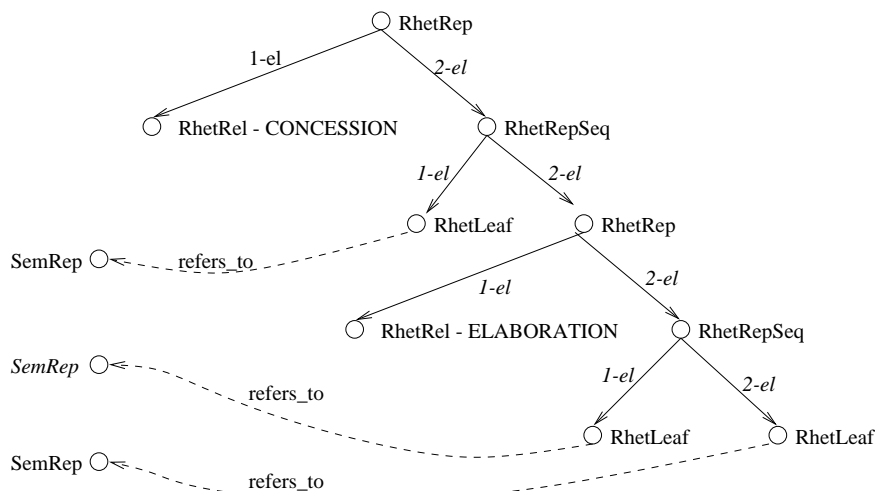 RhetRep
1-el
2-el
RhetRel - CONCESSION
RhetRepSeq
1-el
2-el
RhetLeaf
RhetRep
SemRep
refers_to
1-el
2-el
RhetRel - ELABORATION
RhetRepSeq
SemRep
refers_to
1-el
2-el
RhetLeaf
RhetLeaf
SemRep
refers_to